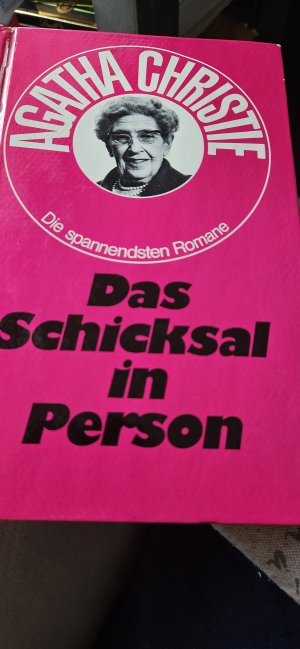 AGATHA CHRISTIE
Die spannendsten Romane
Das
Schicksal
in
Person